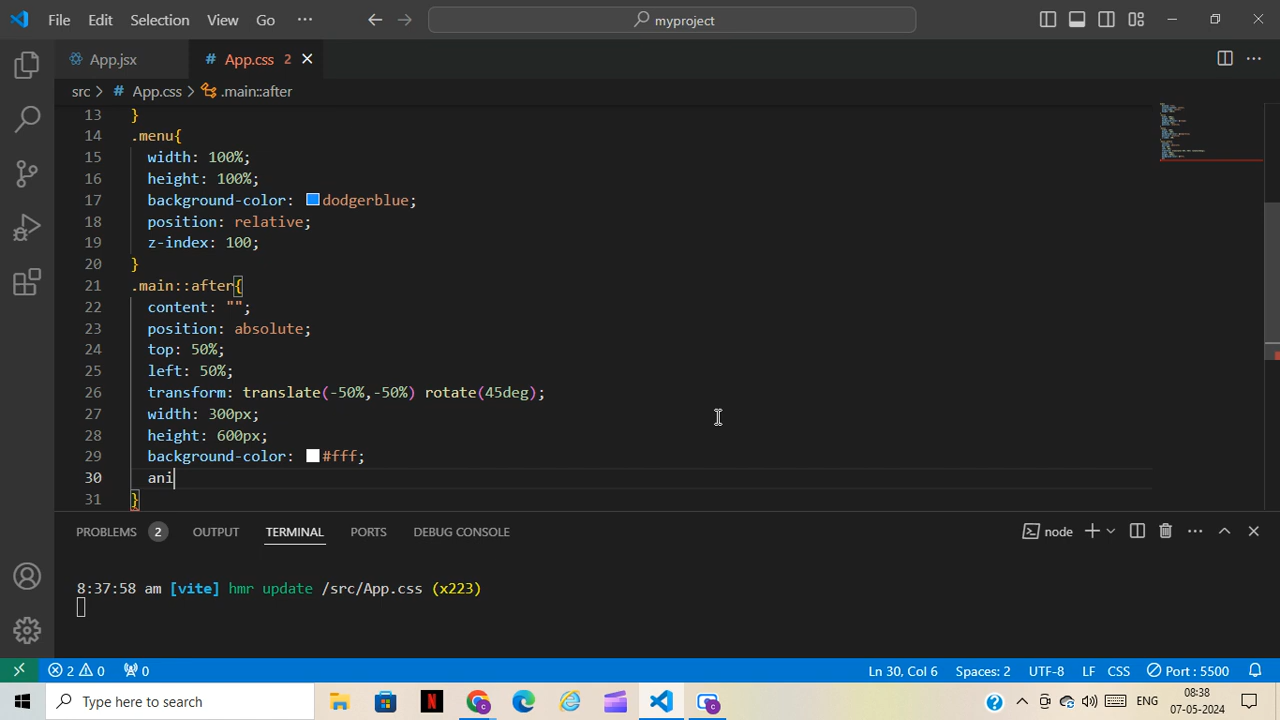 File Edit Selection View Go ··· myproject
App.jsx # App.css 2
src > # App.css > .main::after
13 }
14 .menu{
15 width: 100%;
16 height: 100%;
17 background-color: dodgerblue;
18 position: relative;
19 z-index: 100;
20 }
21 .main::after{
22 content: "";
23 position: absolute;
24 top: 50%;
25 left: 50%;
26 transform: translate(-50%,-50%) rotate(45deg);
27 width: 300px;
28 height: 600px;
29 background-color: #fff;
30 ani
31 }
PROBLEMS 2 OUTPUT TERMINAL PORTS DEBUG CONSOLE node
8:37:58 am [vite] hmr update /src/App.css (x223)
2 0 0 Ln 30, Col 6 Spaces: 2 UTF-8 LF CSS Port : 5500
Type here to search ENG 08:38
07-05-2024